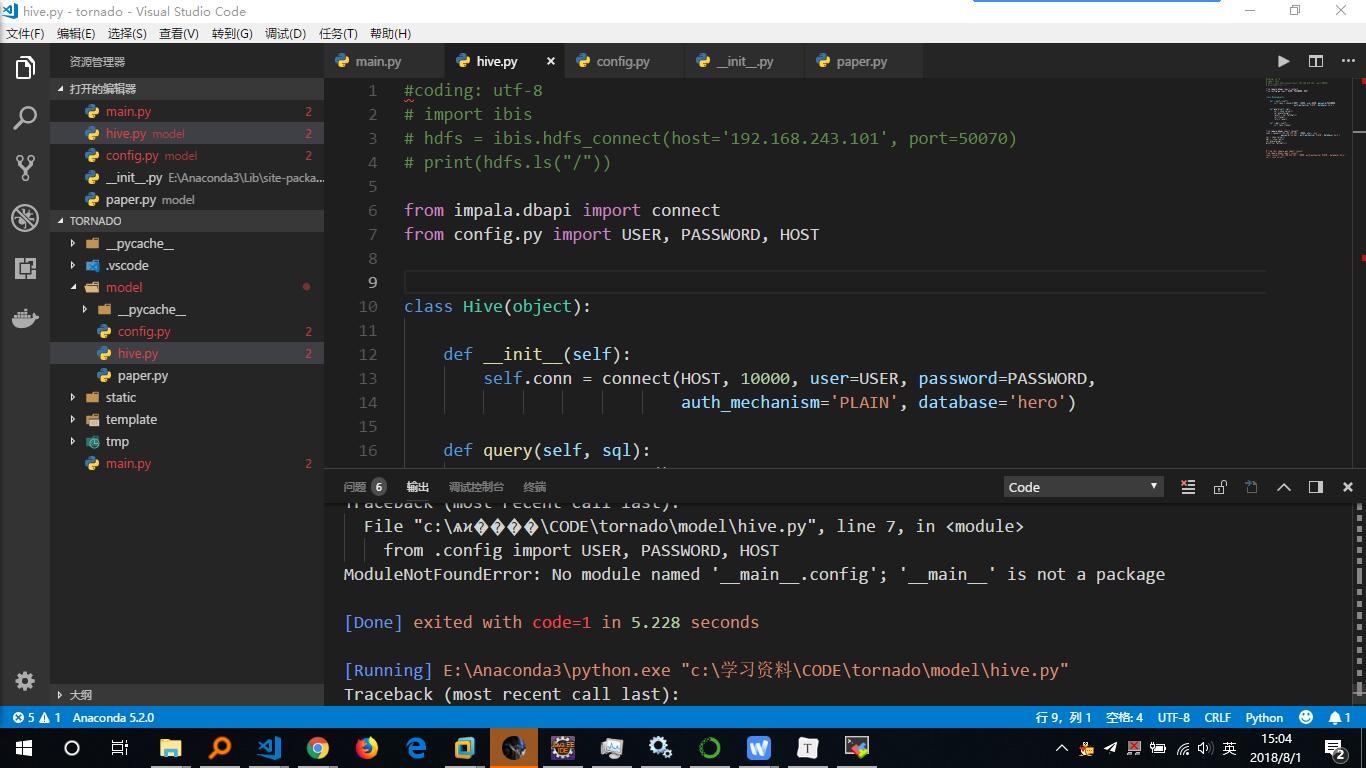 hive.py - tornado - Visual Studio Code
文件(F) 编辑(E) 选择(S) 查看(V) 转到(G) 调试(D) 任务(T) 帮助(H)
资源管理器
打开的编辑器
main.py 2
hive.py model 2
config.py model 2
__init__.py E:\Anaconda3\Lib\site-packa...
paper.py model
TORNADO
__pycache__
.vscode
model
__pycache__
config.py 2
hive.py 2
paper.py
static
template
tmp
main.py 2
大纲
main.py hive.py config.py __init__.py paper.py
1 #coding: utf-8
2 # import ibis
3 # hdfs = ibis.hdfs_connect(host='192.168.243.101', port=50070)
4 # print(hdfs.ls("/"))
5
6 from impala.dbapi import connect
7 from config.py import USER, PASSWORD, HOST
8
9
10 class Hive(object):
11
12 def __init__(self):
13 self.conn = connect(HOST, 10000, user=USER, password=PASSWORD,
14 auth_mechanism='PLAIN', database='hero')
15
16 def query(self, sql):
问题 6 输出 调试控制台 终端 Code
Traceback (most recent call last):
File "c:\ѧϰ����\CODE\tornado\model\hive.py", line 7, in <module>
from .config import USER, PASSWORD, HOST
ModuleNotFoundError: No module named '__main__.config'; '__main__' is not a package
[Done] exited with code=1 in 5.228 seconds
[Running] E:\Anaconda3\python.exe "c:\学习资料\CODE\tornado\model\hive.py"
Traceback (most recent call last):
5 1 Anaconda 5.2.0 行 9，列 1 空格: 4 UTF-8 CRLF Python 1
英 15:04
2018/8/1 2